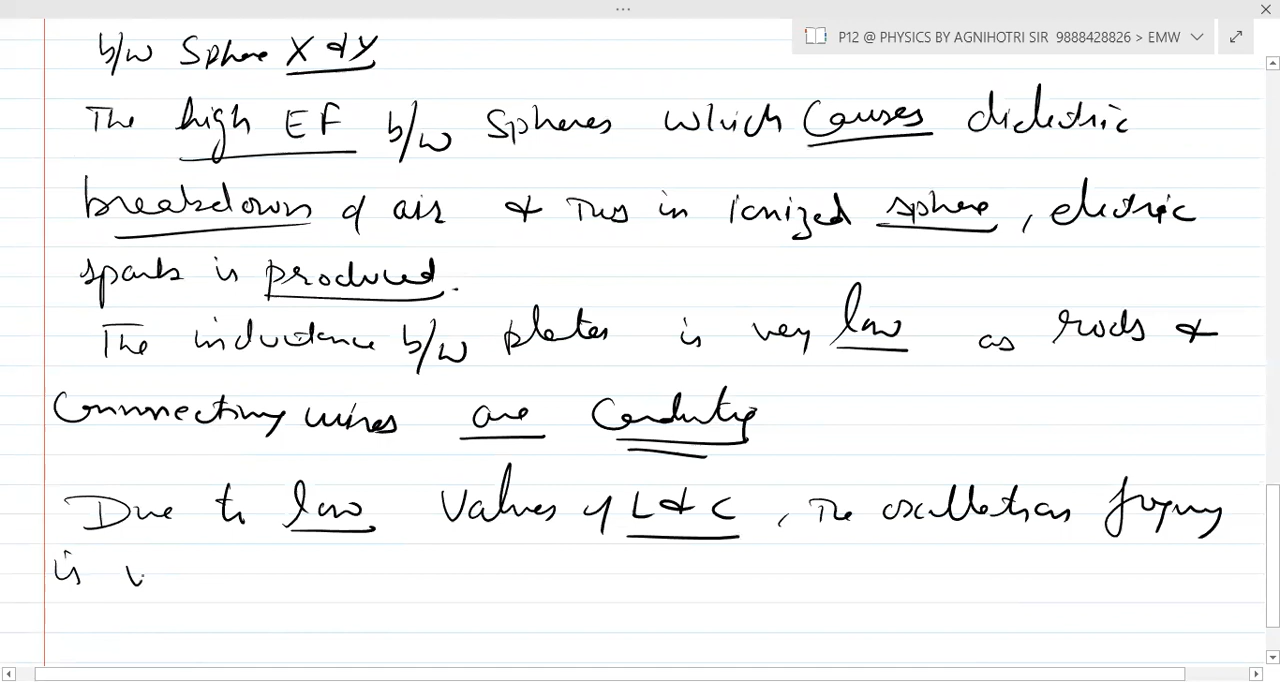 P12 @ PHYSICS BY AGNIHOTRI SIR 9888428826 > EMW
b/w Sphere X & Y
The high EF b/w Spheres which Causes dielectric
breakdown of air & This in ionized sphere, electric
spark is produced.
The inductance b/w plates is very low as rods &
Connecting wires are Conducting
Due to low Values of L & C, The oscillations frequency
is v